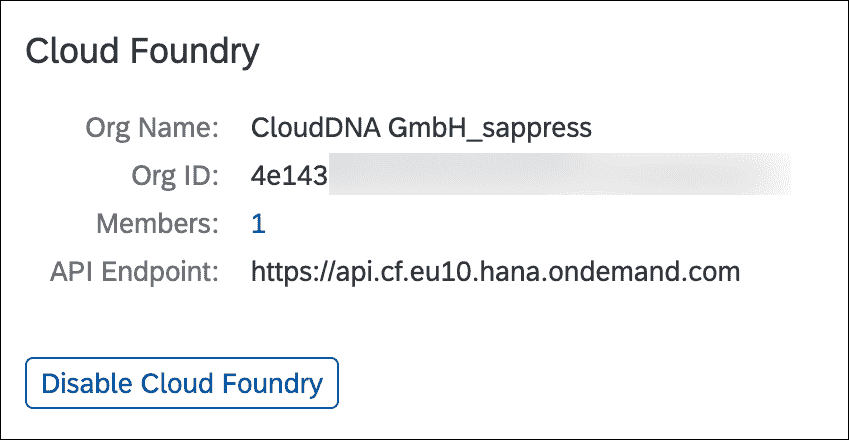 Cloud Foundry
Org Name: CloudDNA GmbH_sappress
Org ID: 4e143
Members: 1
API Endpoint: https://api.cf.eu10.hana.ondemand.com
Disable Cloud Foundry